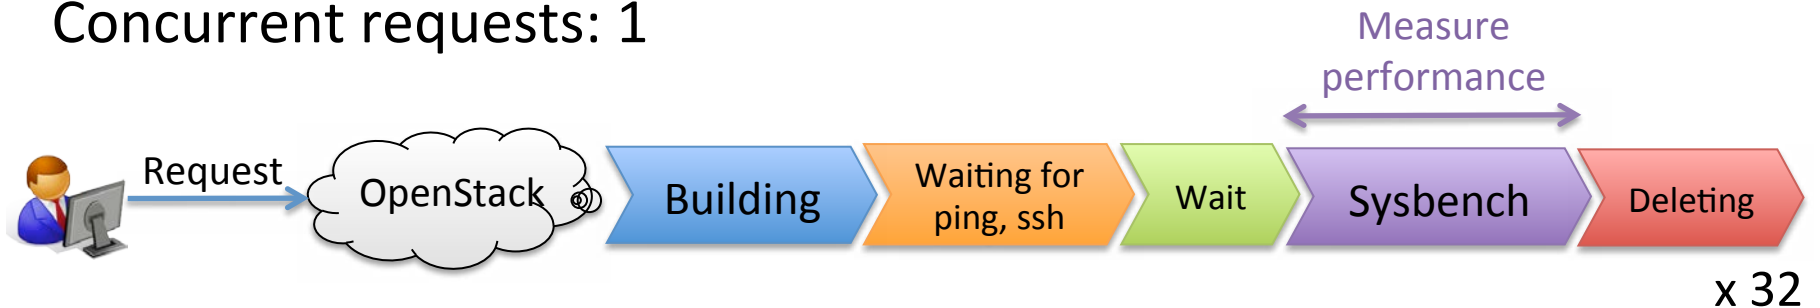 Concurrent requests: 1
Measure
performance
Request
OpenStack
Building
Waiting for
ping, ssh
Wait
Sysbench
Deleting
x 32